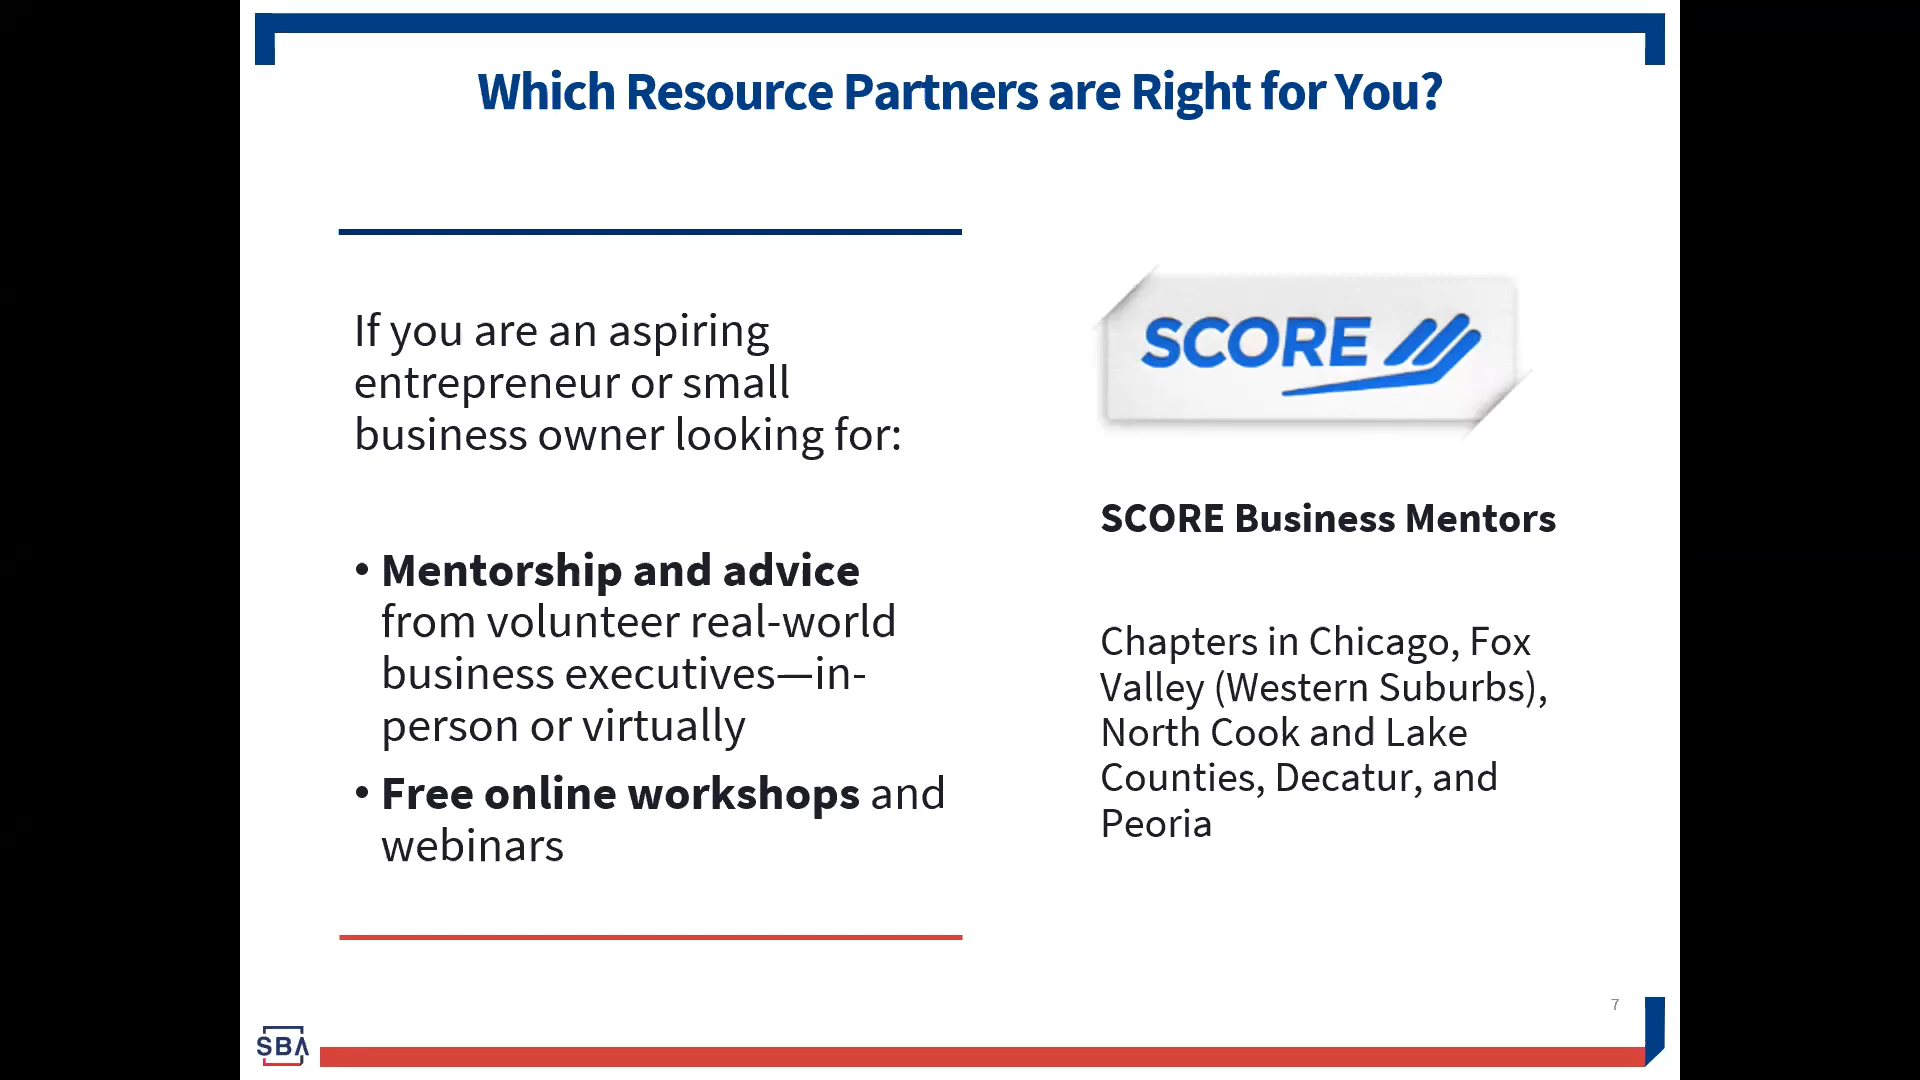 Which Resource Partners are Right for You?
If you are an aspiring
entrepreneur or small
business owner looking for:
• Mentorship and advice
from volunteer real-world
business executives—in-
person or virtually
• Free online workshops and
webinars
SCORE
SCORE Business Mentors
Chapters in Chicago, Fox
Valley (Western Suburbs),
North Cook and Lake
Counties, Decatur, and
Peoria
7
SBA